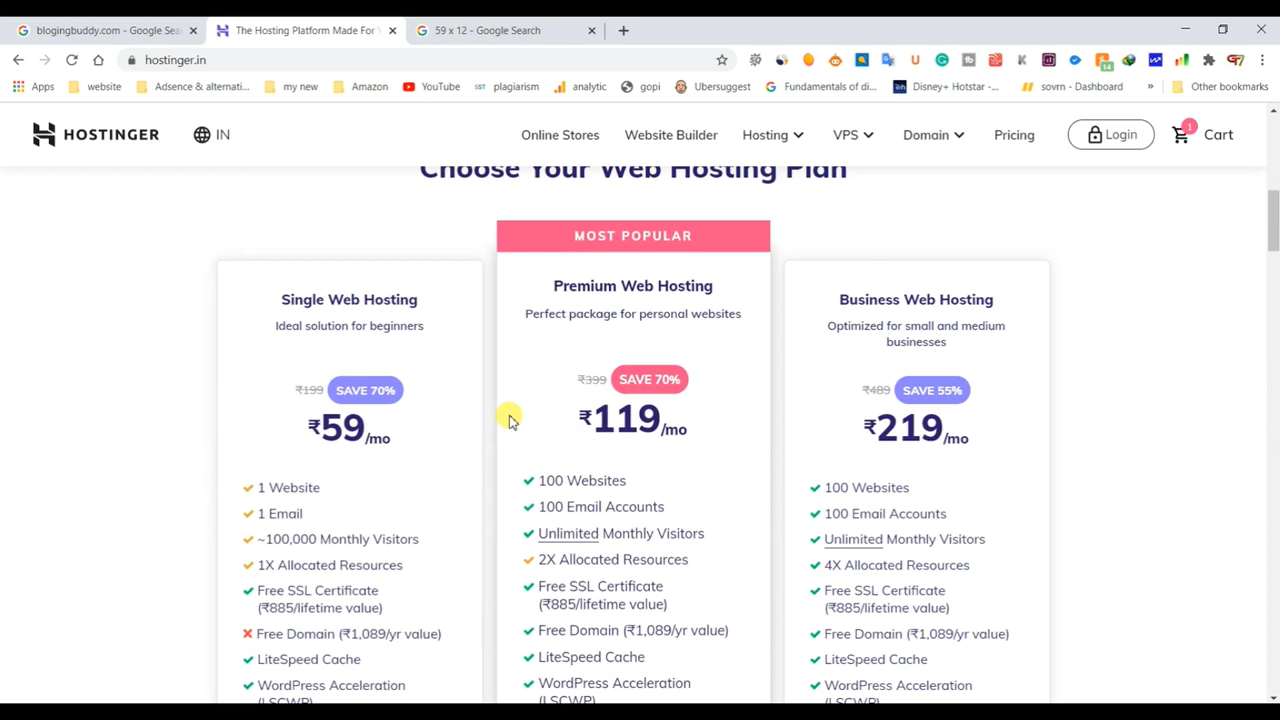 blogingbuddy.com - Google Sea
The Hosting Platform Made For
59 x 12 - Google Search
hostinger.in
14
Apps
website
Adsence & alternati...
my new
Amazon
YouTube
SST plagiarism
analytic
gopi
Ubersuggest
Fundamentals of di...
Disney+ Hotstar -...
sovrn - Dashboard
»
Other bookmarks
HOSTINGER
IN
Online Stores
Website Builder
Hosting
VPS
Domain
Pricing
Login
1
Cart
Choose Your Web Hosting Plan
MOST POPULAR
Single Web Hosting
Ideal solution for beginners
₹199 SAVE 70%
₹59/mo
1 Website
1 Email
~100,000 Monthly Visitors
1X Allocated Resources
Free SSL Certificate
(₹885/lifetime value)
Free Domain (₹1,089/yr value)
LiteSpeed Cache
WordPress Acceleration
(LSCWP)
Premium Web Hosting
Perfect package for personal websites
₹399 SAVE 70%
₹119/mo
100 Websites
100 Email Accounts
Unlimited Monthly Visitors
2X Allocated Resources
Free SSL Certificate
(₹885/lifetime value)
Free Domain (₹1,089/yr value)
LiteSpeed Cache
WordPress Acceleration
(LSCWP)
Business Web Hosting
Optimized for small and medium
businesses
₹489 SAVE 55%
₹219/mo
100 Websites
100 Email Accounts
Unlimited Monthly Visitors
4X Allocated Resources
Free SSL Certificate
(₹885/lifetime value)
Free Domain (₹1,089/yr value)
LiteSpeed Cache
WordPress Acceleration
(LSCWP)